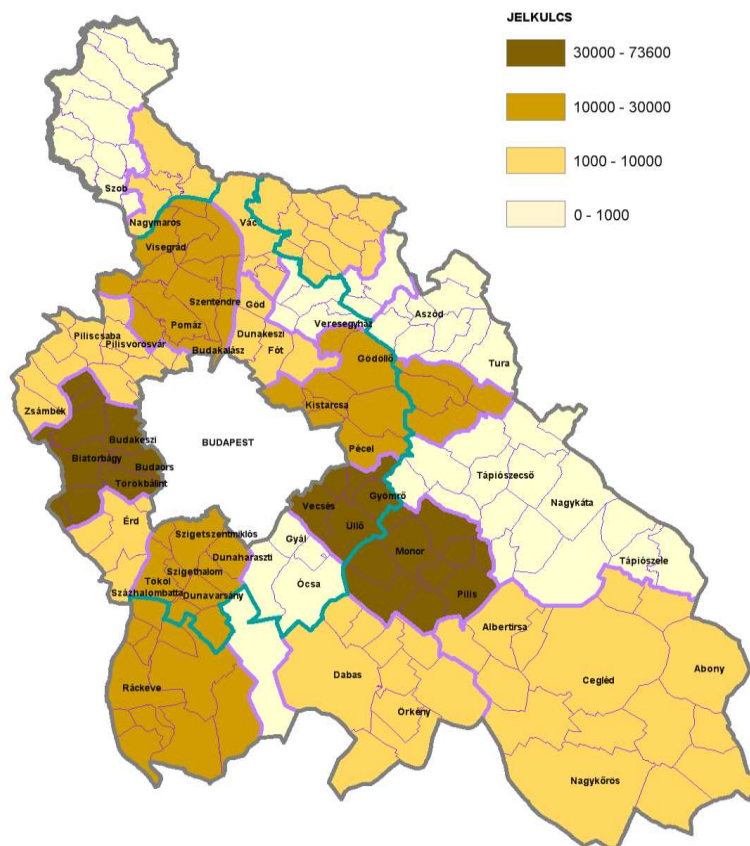 JELKULCS
30000 - 73600
10000 - 30000
1000 - 10000
0 - 1000
Szob
Nagymaros
Vác
Visegrád
Szentendre
Göd
Aszód
Pomáz
Veresegyház
Piliscsaba
Pilisvörösvár
Dunakeszi
Budakalász
Fót
Gödöllő
Tura
Zsámbék
Kistarcsa
Budakeszi
BUDAPEST
Pécel
Biatorbágy
Budaörs
Törökbálint
Tápiószecső
Gyömrő
Nagykáta
Vecsés
Érd
Üllő
Szigetszentmiklós
Gyál
Monor
Dunaharaszti
Tápiószele
Szigethalom
Tököl
Ócsa
Százhalombatta
Dunavarsány
Pilis
Albertirsa
Dabas
Cegléd
Abony
Ráckeve
Örkény
Nagykőrös